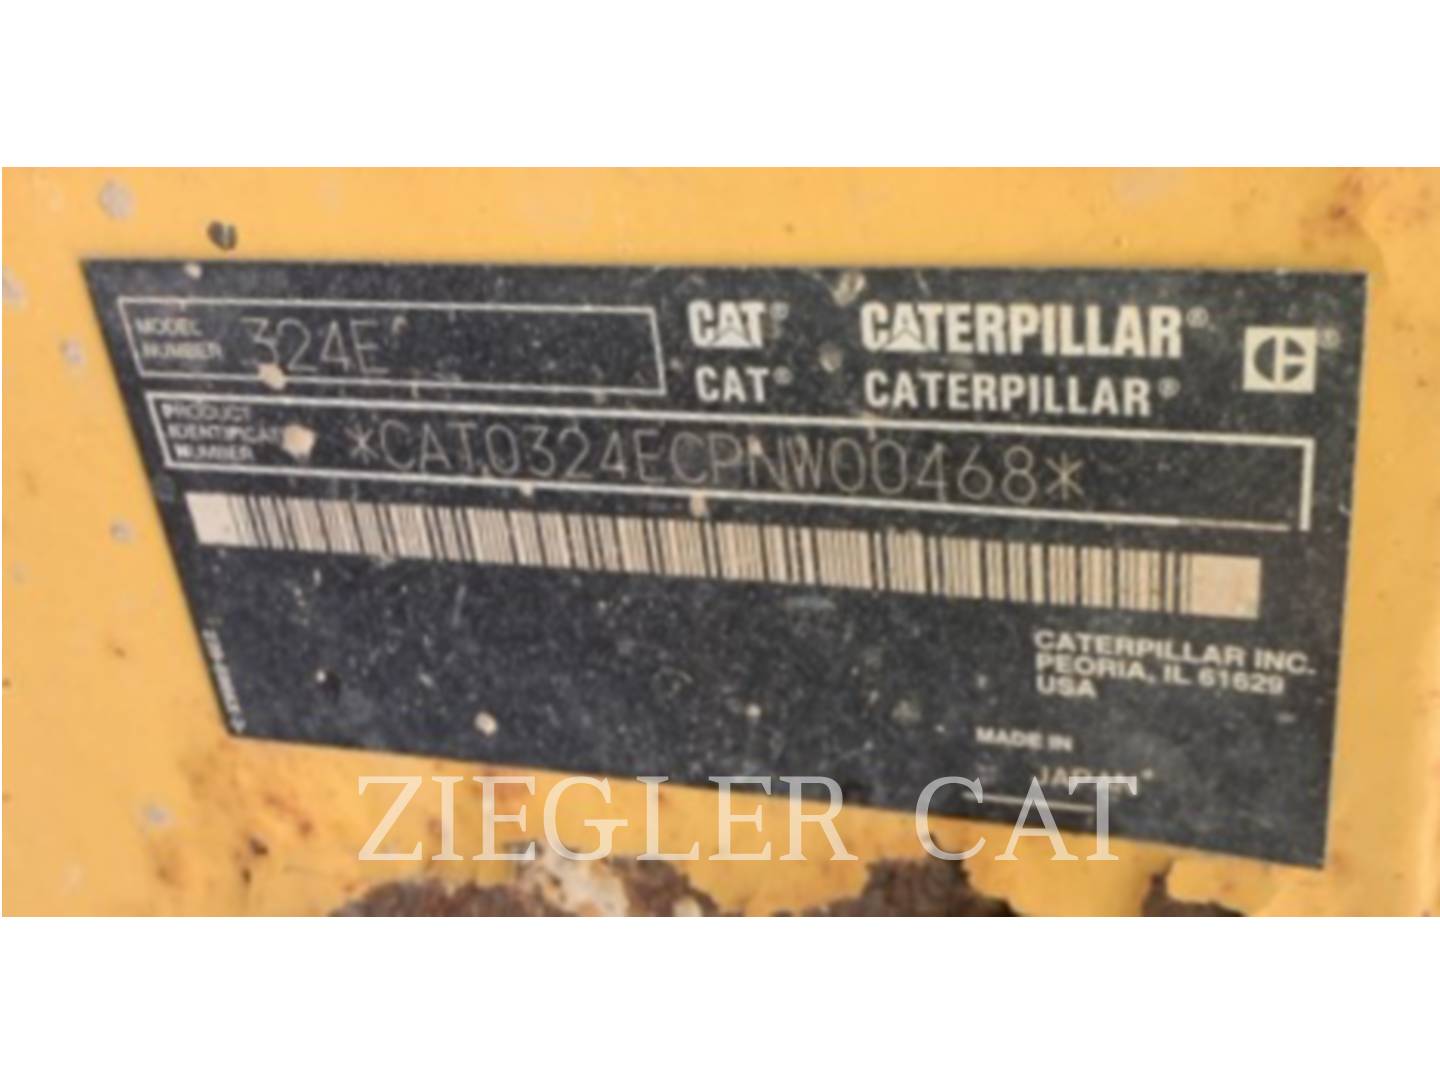 MODEL
NUMBER 324E
CAT® CATERPILLAR®
CAT® CATERPILLAR®
PRODUCT
IDENTIFICATION
NUMBER *CAT0324ECPNW00468*
CATERPILLAR INC.
PEORIA, IL 61629
USA
MADE IN
JAPAN
ZIEGLER CAT